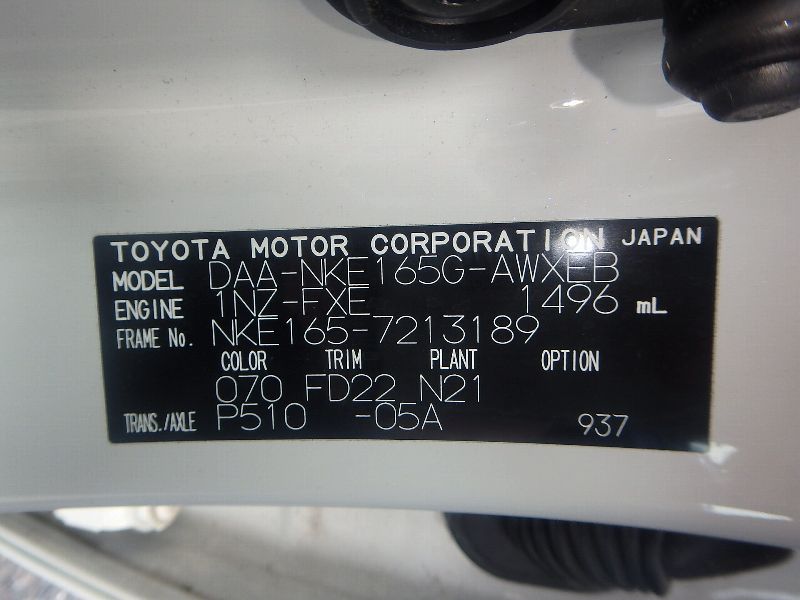 TOYOTA MOTOR CORPORATION JAPAN
MODEL DAA-NKE165G-AWXEB
ENGINE 1NZ-FXE 1496 mL
FRAME No. NKE165-7213189
COLOR TRIM PLANT OPTION
070 FD22 N21
TRANS./AXLE P510 -05A 937